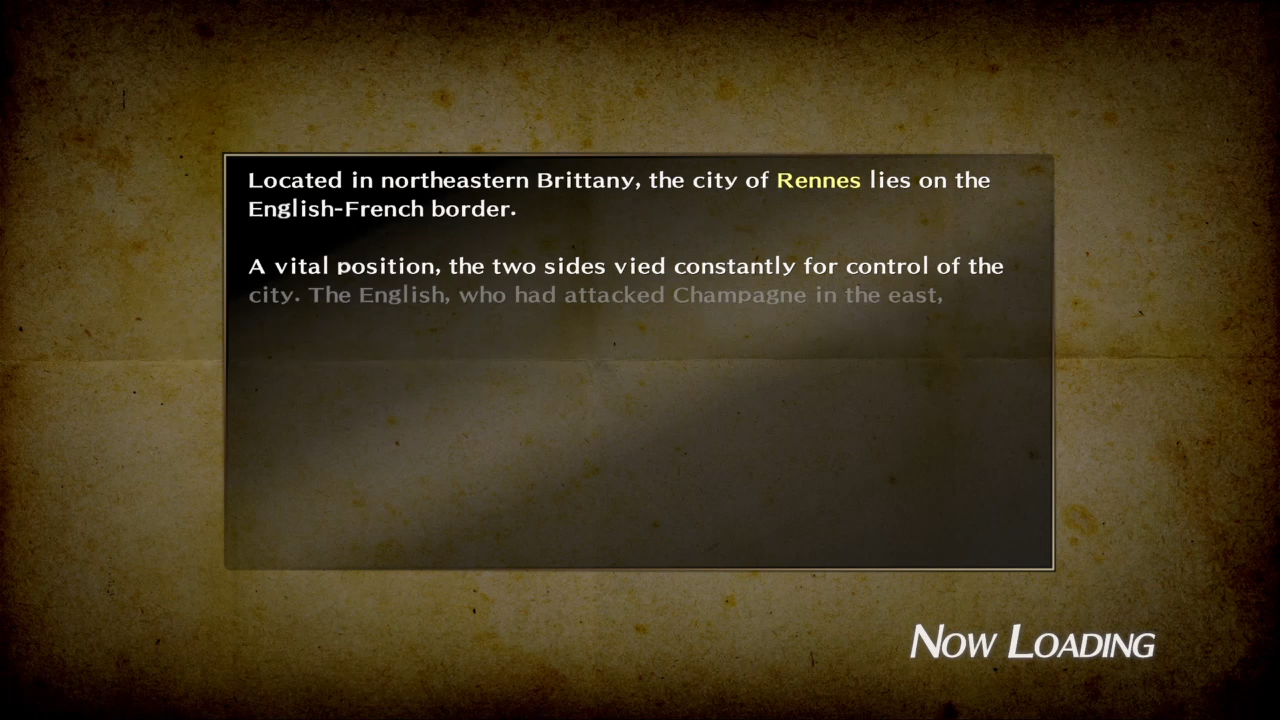 Located in northeastern Brittany, the city of Rennes lies on the
English-French border.
A vital position, the two sides vied constantly for control of the
city. The English, who had attacked Champagne in the east,
NOW LOADING